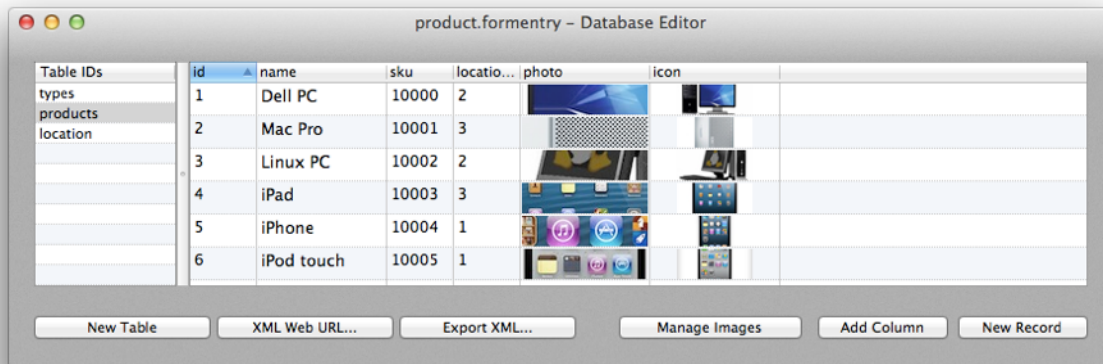 product.formentry – Database Editor
Table IDs
types
products
location
id name sku locatio... photo icon
1 Dell PC 10000 2
2 Mac Pro 10001 3
3 Linux PC 10002 2
4 iPad 10003 3
5 iPhone 10004 1
6 iPod touch 10005 1
New Table XML Web URL... Export XML... Manage Images Add Column New Record